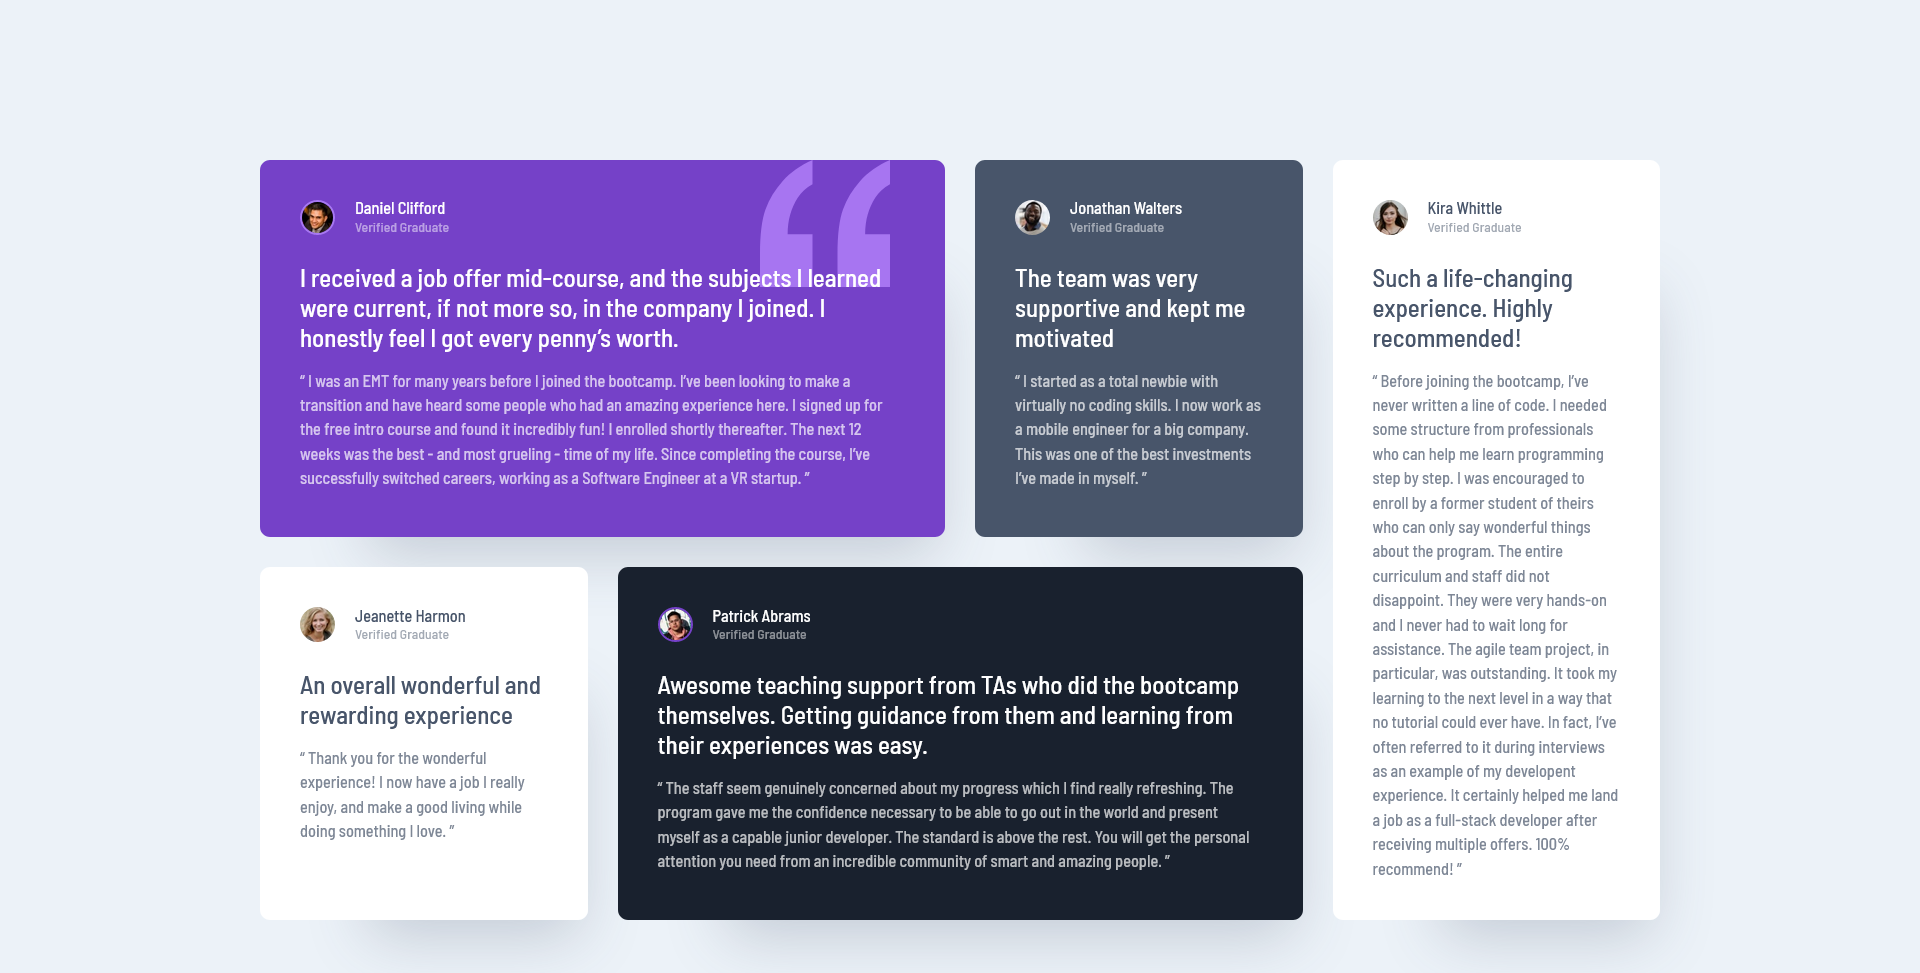 Daniel Clifford
Verified Graduate
I received a job offer mid-course, and the subjects I learned
were current, if not more so, in the company I joined. I
honestly feel I got every penny’s worth.
“ I was an EMT for many years before I joined the bootcamp. I’ve been looking to make a
transition and have heard some people who had an amazing experience here. I signed up for
the free intro course and found it incredibly fun! I enrolled shortly thereafter. The next 12
weeks was the best - and most grueling - time of my life. Since completing the course, I’ve
successfully switched careers, working as a Software Engineer at a VR startup. ”
Jonathan Walters
Verified Graduate
The team was very
supportive and kept me
motivated
“ I started as a total newbie with
virtually no coding skills. I now work as
a mobile engineer for a big company.
This was one of the best investments
I’ve made in myself. ”
Kira Whittle
Verified Graduate
Such a life-changing
experience. Highly
recommended!
“ Before joining the bootcamp, I’ve
never written a line of code. I needed
some structure from professionals
who can help me learn programming
step by step. I was encouraged to
enroll by a former student of theirs
who can only say wonderful things
about the program. The entire
curriculum and staff did not
disappoint. They were very hands-on
and I never had to wait long for
assistance. The agile team project, in
particular, was outstanding. It took my
learning to the next level in a way that
no tutorial could ever have. In fact, I’ve
often referred to it during interviews
as an example of my developent
experience. It certainly helped me land
a job as a full-stack developer after
receiving multiple offers. 100%
recommend! ”
Jeanette Harmon
Verified Graduate
An overall wonderful and
rewarding experience
“ Thank you for the wonderful
experience! I now have a job I really
enjoy, and make a good living while
doing something I love. ”
Patrick Abrams
Verified Graduate
Awesome teaching support from TAs who did the bootcamp
themselves. Getting guidance from them and learning from
their experiences was easy.
“ The staff seem genuinely concerned about my progress which I find really refreshing. The
program gave me the confidence necessary to be able to go out in the world and present
myself as a capable junior developer. The standard is above the rest. You will get the personal
attention you need from an incredible community of smart and amazing people. ”